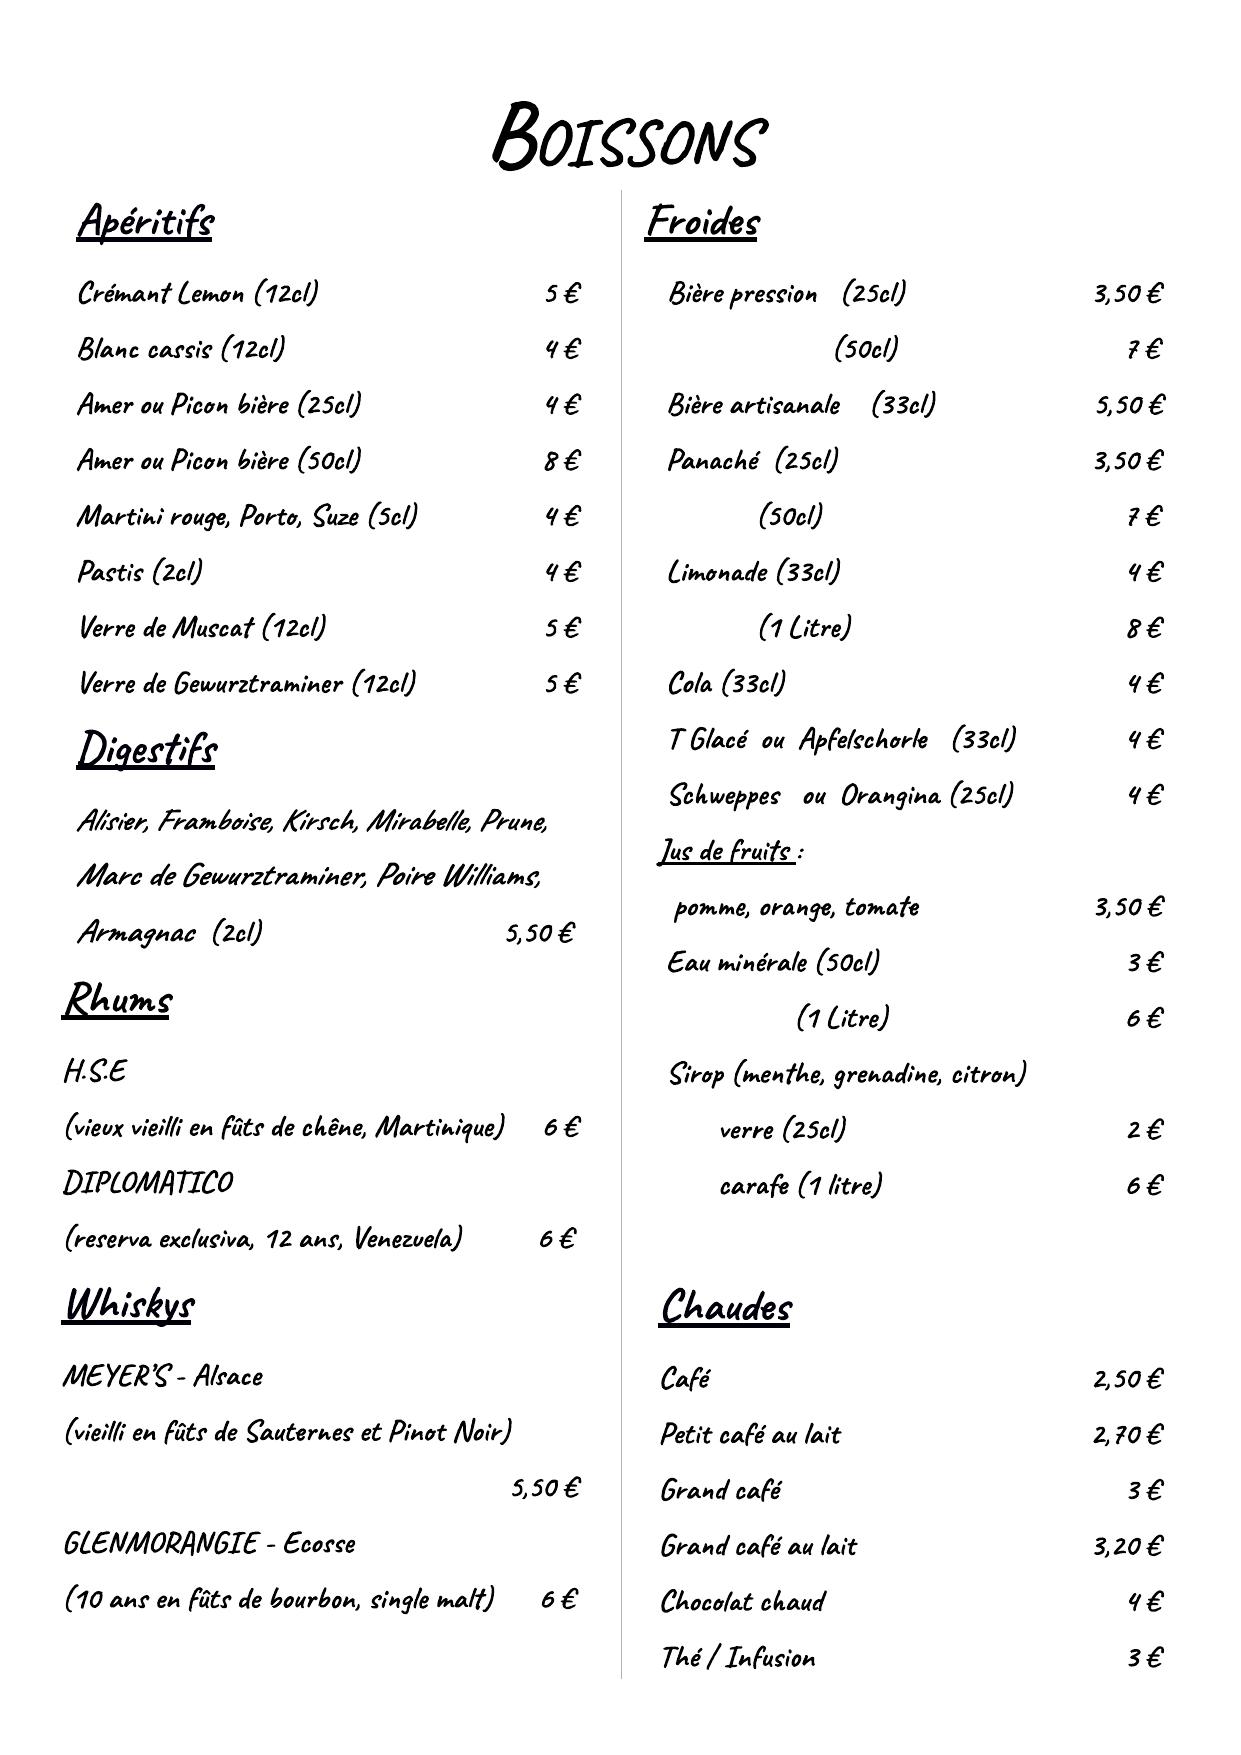 BOISSONS
Apéritifs
Crémant Lemon (12cl) 5 €
Blanc cassis (12cl) 4 €
Amer ou Picon bière (25cl) 4 €
Amer ou Picon bière (50cl) 8 €
Martini rouge, Porto, Suze (5cl) 4 €
Pastis (2cl) 4 €
Verre de Muscat (12cl) 5 €
Verre de Gewurztraminer (12cl) 5 €
Digestifs
Alisier, Framboise, Kirsch, Mirabelle, Prune,
Marc de Gewurztraminer, Poire Williams,
Armagnac (2cl) 5,50 €
Rhums
H.S.E
(vieux vieilli en fûts de chêne, Martinique) 6 €
DIPLOMATICO
(reserva exclusiva, 12 ans, Venezuela) 6 €
Whiskys
MEYER'S - Alsace
(vieilli en fûts de Sauternes et Pinot Noir)
5,50 €
GLENMORANGIE - Ecosse
(10 ans en fûts de bourbon, single malt) 6 €
Froides
Bière pression (25cl) 3,50 €
(50cl) 7 €
Bière artisanale (33cl) 5,50 €
Panaché (25cl) 3,50 €
(50cl) 7 €
Limonade (33cl) 4 €
(1 Litre) 8 €
Cola (33cl) 4 €
T Glacé ou Apfelschorle (33cl) 4 €
Schweppes ou Orangina (25cl) 4 €
Jus de fruits :
pomme, orange, tomate 3,50 €
Eau minérale (50cl) 3 €
(1 Litre) 6 €
Sirop (menthe, grenadine, citron)
verre (25cl) 2 €
carafe (1 litre) 6 €
Chaudes
Café 2,50 €
Petit café au lait 2,70 €
Grand café 3 €
Grand café au lait 3,20 €
Chocolat chaud 4 €
Thé / Infusion 3 €